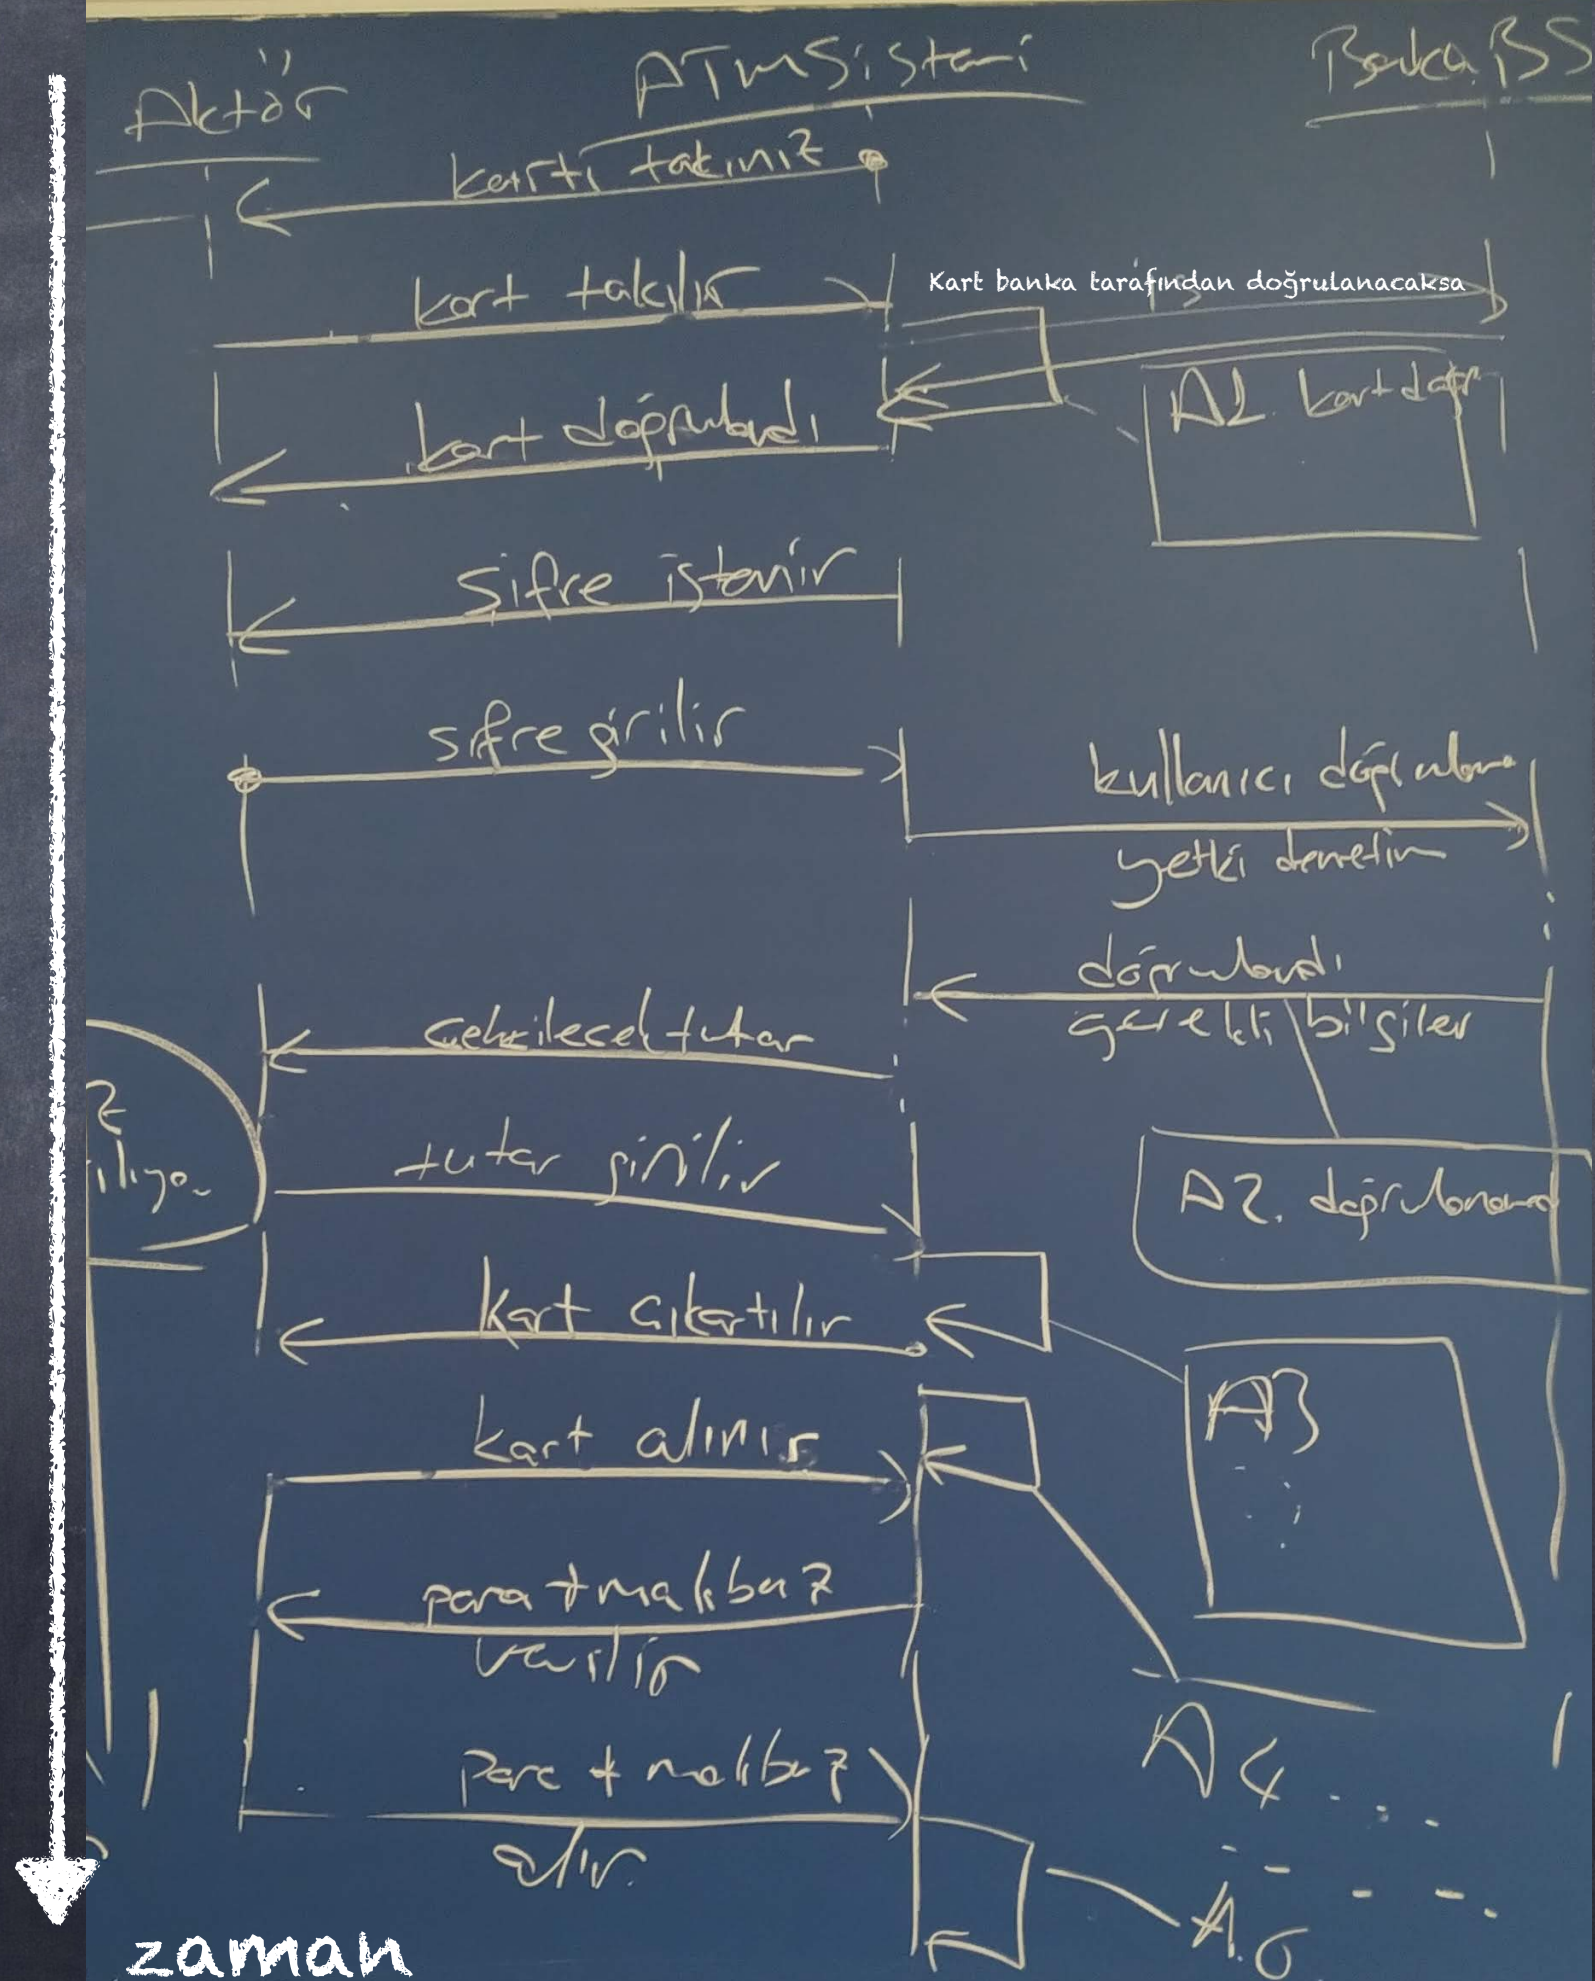 Aktör
ATM Sistemi
Banka BS
kartı takınız
kart takılır
Kart banka tarafından doğrulanacaksa
kart doğrulandı
A1. kart doğr
şifre istenir
şifre girilir
kullanıcı doğrulama
yetki denetim
doğrulandı
gerekli bilgiler
çekilecek tutar
tutar girilir
A2. doğrulanama
kart çıkartılır
A3
kart alınır
para + makbuz
verilir
A4
para + makbuz
alır.
A.6
zaman